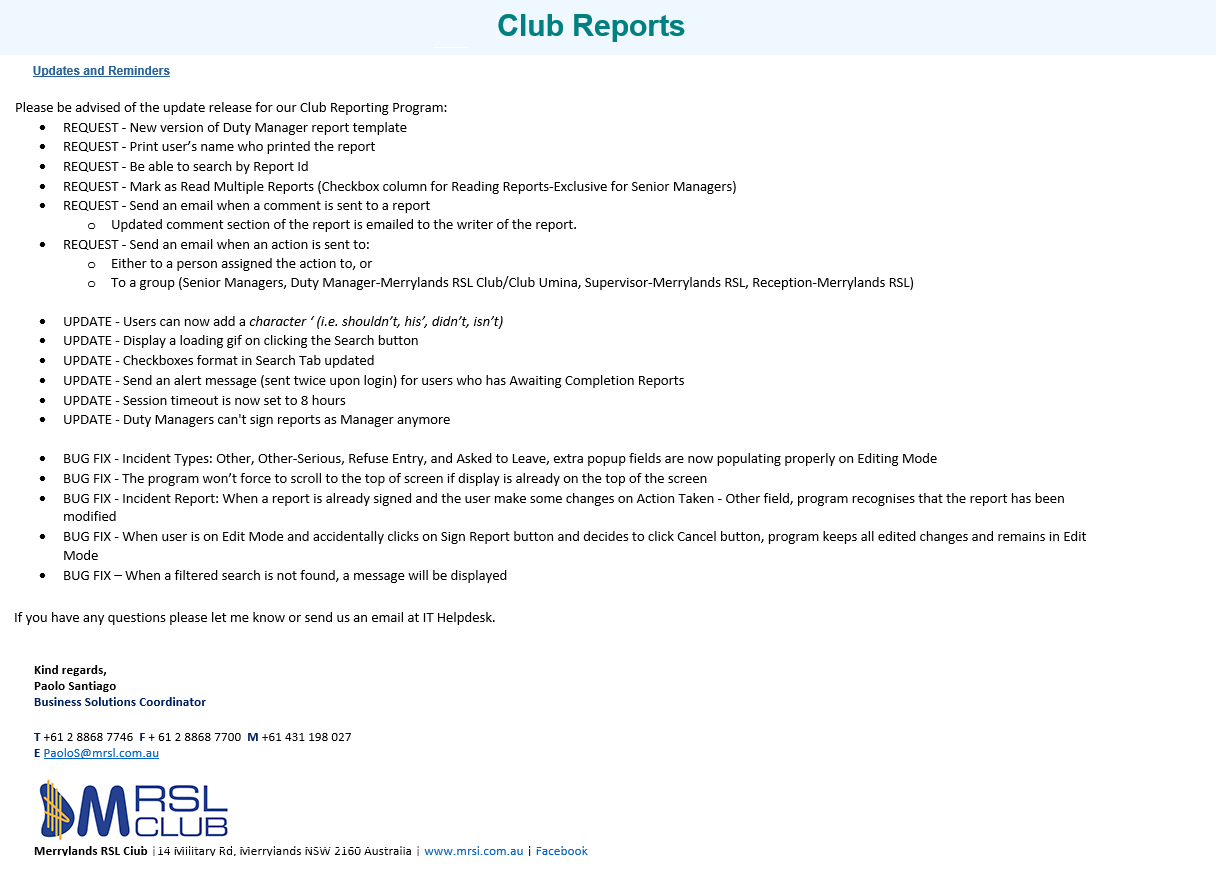 Club Reports
Updates and Reminders
Please be advised of the update release for our Club Reporting Program:
• REQUEST - New version of Duty Manager report template
• REQUEST - Print user’s name who printed the report
• REQUEST - Be able to search by Report Id
• REQUEST - Mark as Read Multiple Reports (Checkbox column for Reading Reports-Exclusive for Senior Managers)
• REQUEST - Send an email when a comment is sent to a report
o Updated comment section of the report is emailed to the writer of the report.
• REQUEST - Send an email when an action is sent to:
o Either to a person assigned the action to, or
o To a group (Senior Managers, Duty Manager-Merrylands RSL Club/Club Umina, Supervisor-Merrylands RSL, Reception-Merrylands RSL)
• UPDATE - Users can now add a character ‘ (i.e. shouldn’t, his’, didn’t, isn’t)
• UPDATE - Display a loading gif on clicking the Search button
• UPDATE - Checkboxes format in Search Tab updated
• UPDATE - Send an alert message (sent twice upon login) for users who has Awaiting Completion Reports
• UPDATE - Session timeout is now set to 8 hours
• UPDATE - Duty Managers can't sign reports as Manager anymore
• BUG FIX - Incident Types: Other, Other-Serious, Refuse Entry, and Asked to Leave, extra popup fields are now populating properly on Editing Mode
• BUG FIX - The program won’t force to scroll to the top of screen if display is already on the top of the screen
• BUG FIX - Incident Report: When a report is already signed and the user make some changes on Action Taken - Other field, program recognises that the report has been
modified
• BUG FIX - When user is on Edit Mode and accidentally clicks on Sign Report button and decides to click Cancel button, program keeps all edited changes and remains in Edit
Mode
• BUG FIX – When a filtered search is not found, a message will be displayed
If you have any questions please let me know or send us an email at IT Helpdesk.
Kind regards,
Paolo Santiago
Business Solutions Coordinator
T +61 2 8868 7746 F + 61 2 8868 7700 M +61 431 198 027
E PaoloS@mrsl.com.au
M RSL
CLUB
Merrylands RSL Club | 14 Military Rd, Merrylands NSW 2160 Australia | www.mrsl.com.au | Facebook